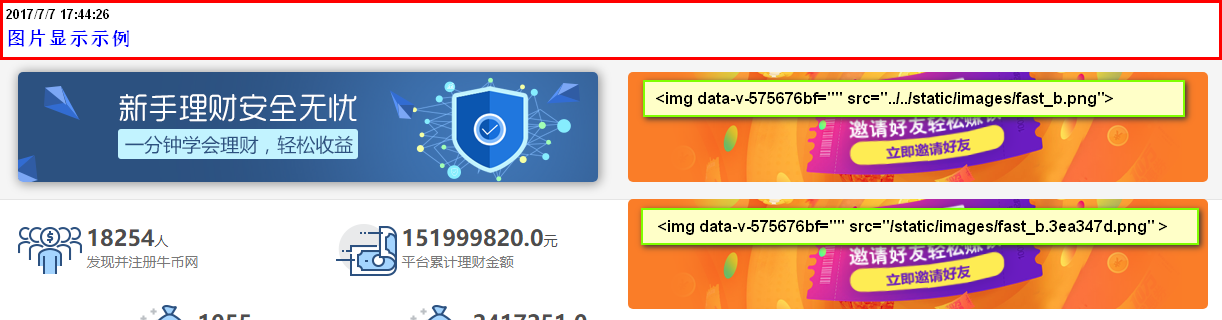 2017/7/7 17:44:26
图片显示示例
新手理财安全无忧
一分钟学会理财，轻松收益
<img data-v-575676bf="" src="../../static/images/fast_b.png">
邀请好友轻松赚
立即邀请好友
<img data-v-575676bf="" src="/static/images/fast_b.3ea347d.png" >
邀请好友轻松赚
立即邀请好友
18254人
发现并注册牛币网
151999820.0元
平台累计理财金额